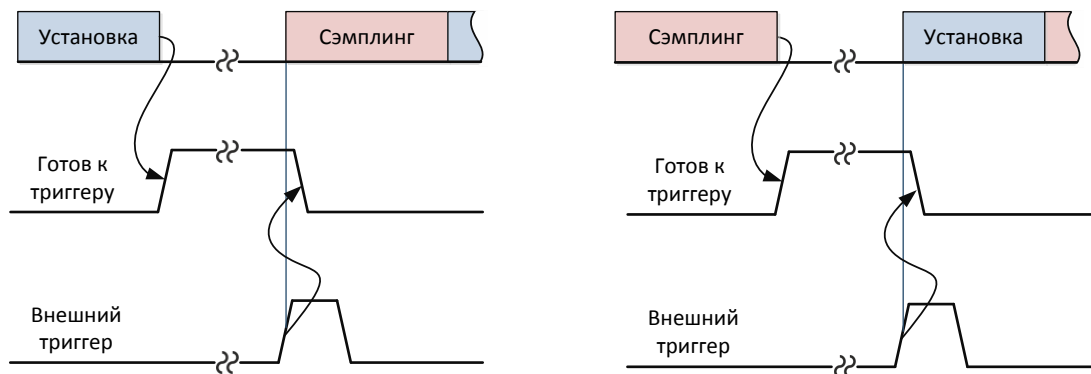 Установка
Сэмплинг
Готов к
триггеру
Внешний
триггер
Сэмплинг
Установка
Готов к
триггеру
Внешний
триггер